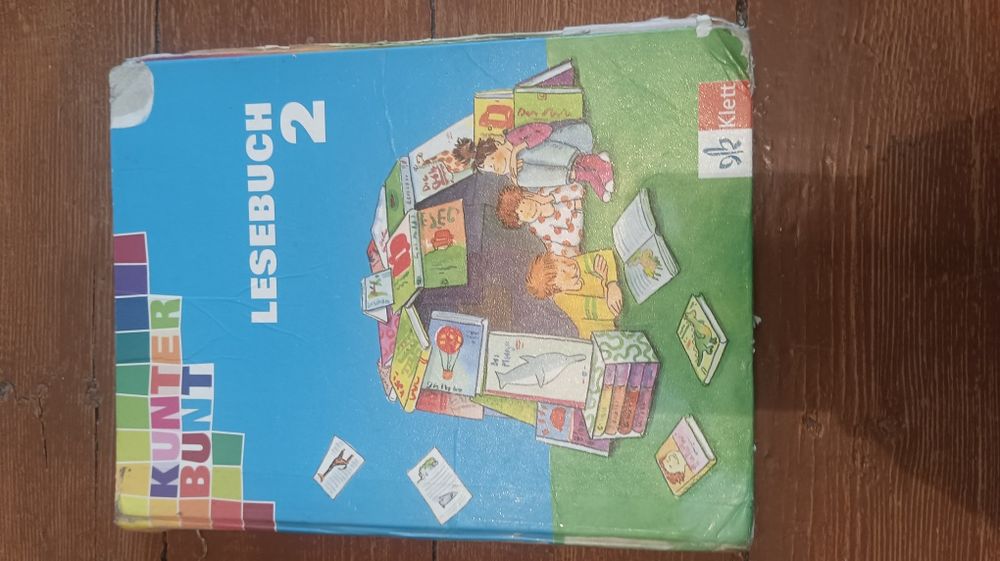 KUNTER
BUNT
LESEBUCH
2
Klett